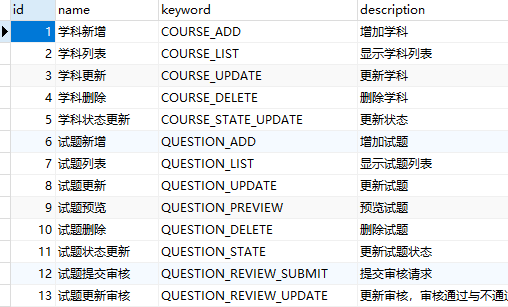 id name keyword description
1 学科新增 COURSE_ADD 增加学科
2 学科列表 COURSE_LIST 显示学科列表
3 学科更新 COURSE_UPDATE 更新学科
4 学科删除 COURSE_DELETE 删除学科
5 学科状态更新 COURSE_STATE_UPDATE 更新状态
6 试题新增 QUESTION_ADD 增加试题
7 试题列表 QUESTION_LIST 显示试题列表
8 试题更新 QUESTION_UPDATE 更新试题
9 试题预览 QUESTION_PREVIEW 预览试题
10 试题删除 QUESTION_DELETE 删除试题
11 试题状态更新 QUESTION_STATE 更新试题状态
12 试题提交审核 QUESTION_REVIEW_SUBMIT 提交审核请求
13 试题更新审核 QUESTION_REVIEW_UPDATE 更新审核，审核通过与不通